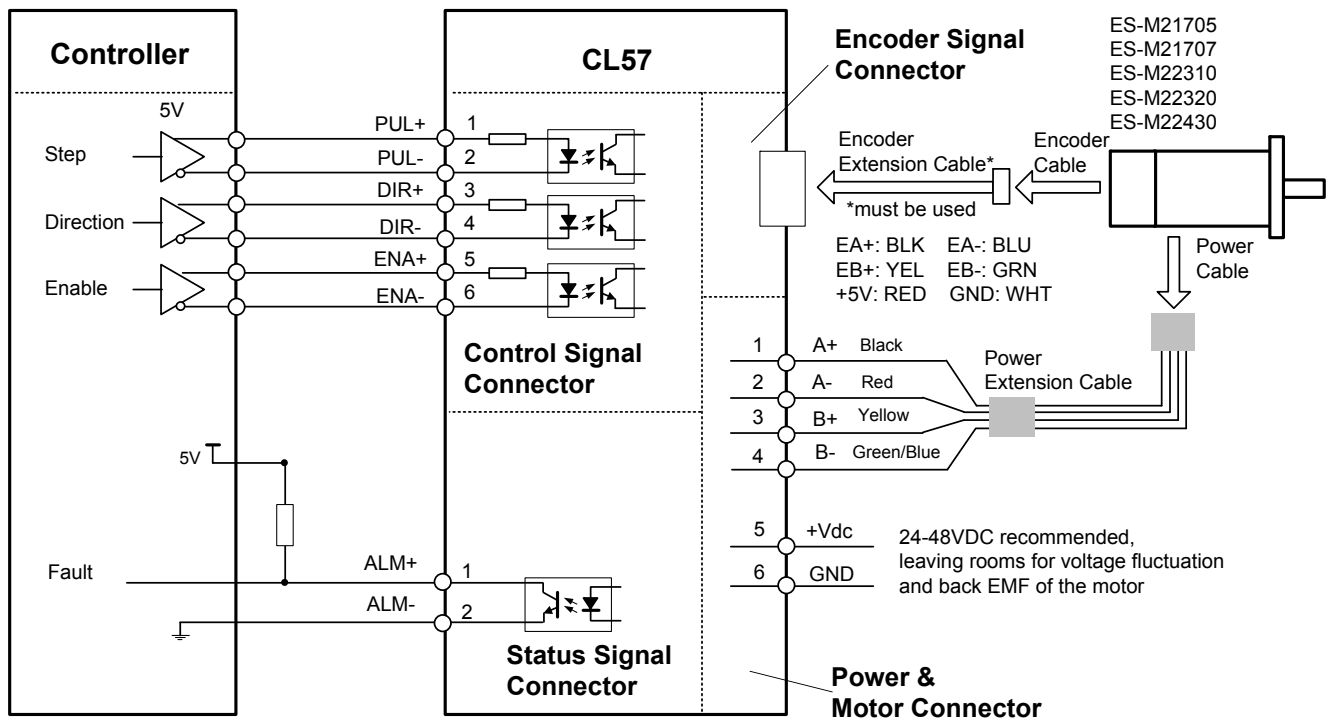 Controller
CL57
Encoder Signal
Connector
ES-M21705
ES-M21707
ES-M22310
ES-M22320
ES-M22430
5V
Step
Direction
Enable
PUL+
PUL-
DIR+
DIR-
ENA+
ENA-
1
2
3
4
5
6
Control Signal
Connector
Encoder
Extension Cable*
*must be used
Encoder
Cable
EA+: BLK EA-: BLU
EB+: YEL EB-: GRN
+5V: RED GND: WHT
Power
Cable
1 A+ Black
2 A- Red
3 B+ Yellow
4 B- Green/Blue
Power
Extension Cable
5 +Vdc
6 GND
24-48VDC recommended,
leaving rooms for voltage fluctuation
and back EMF of the motor
5V
Fault
ALM+
ALM-
1
2
Status Signal
Connector
Power &
Motor Connector